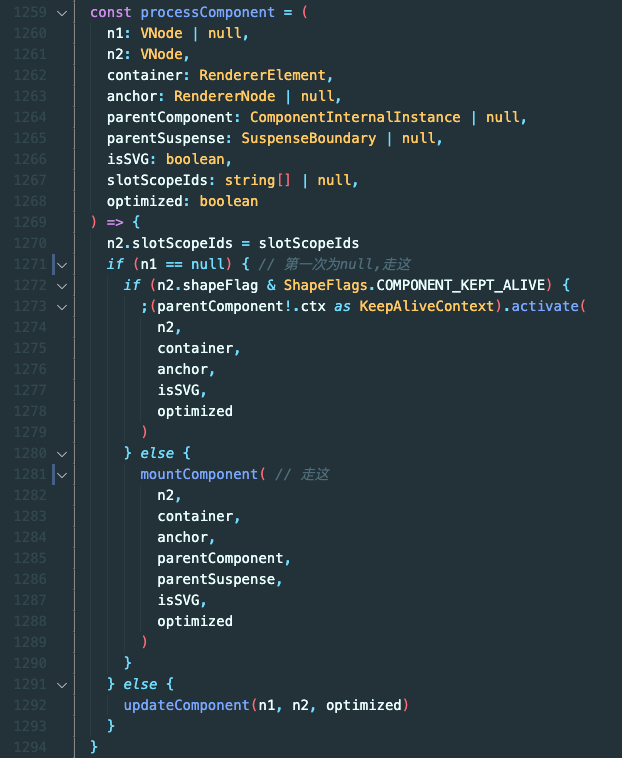 1259 const processComponent = (
1260 n1: VNode | null,
1261 n2: VNode,
1262 container: RendererElement,
1263 anchor: RendererNode | null,
1264 parentComponent: ComponentInternalInstance | null,
1265 parentSuspense: SuspenseBoundary | null,
1266 isSVG: boolean,
1267 slotScopeIds: string[] | null,
1268 optimized: boolean
1269 ) => {
1270 n2.slotScopeIds = slotScopeIds
1271 if (n1 == null) { // 第一次为null,走这
1272 if (n2.shapeFlag & ShapeFlags.COMPONENT_KEPT_ALIVE) {
1273 ;(parentComponent!.ctx as KeepAliveContext).activate(
1274 n2,
1275 container,
1276 anchor,
1277 isSVG,
1278 optimized
1279 )
1280 } else {
1281 mountComponent( // 走这
1282 n2,
1283 container,
1284 anchor,
1285 parentComponent,
1286 parentSuspense,
1287 isSVG,
1288 optimized
1289 )
1290 }
1291 } else {
1292 updateComponent(n1, n2, optimized)
1293 }
1294 }